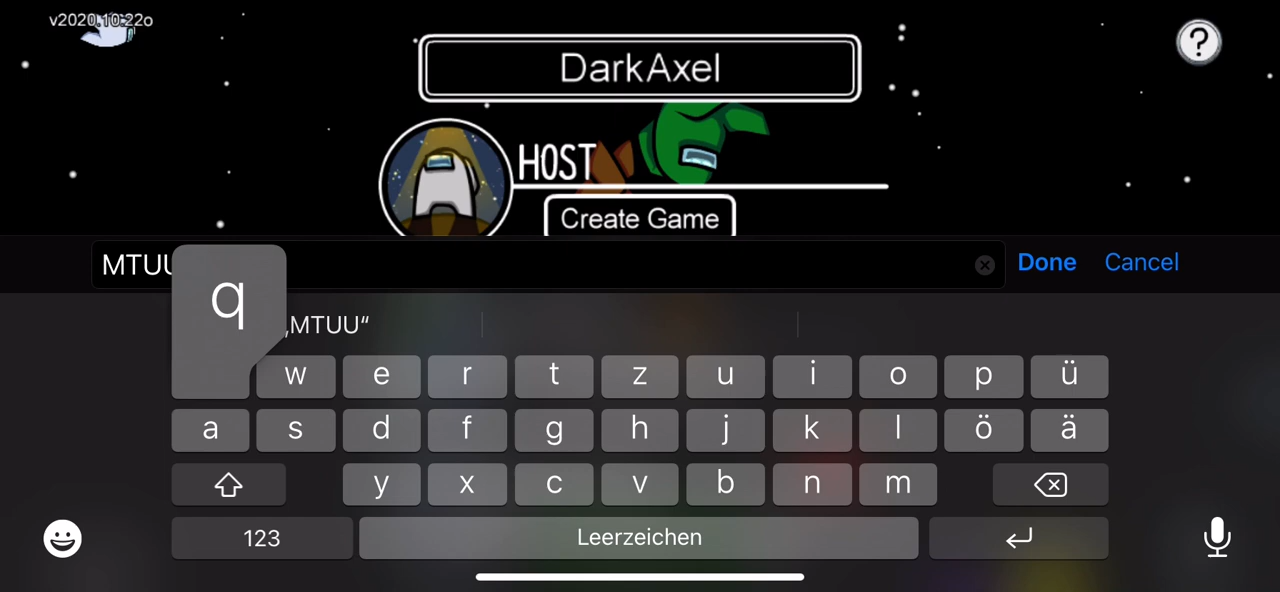 v2020.10.22o
?
DarkAxel
HOST
Create Game
MTUU
Done
Cancel
q
„MTUU“
w e r t z u i o p ü
a s d f g h j k l ö ä
y x c v b n m
123
Leerzeichen